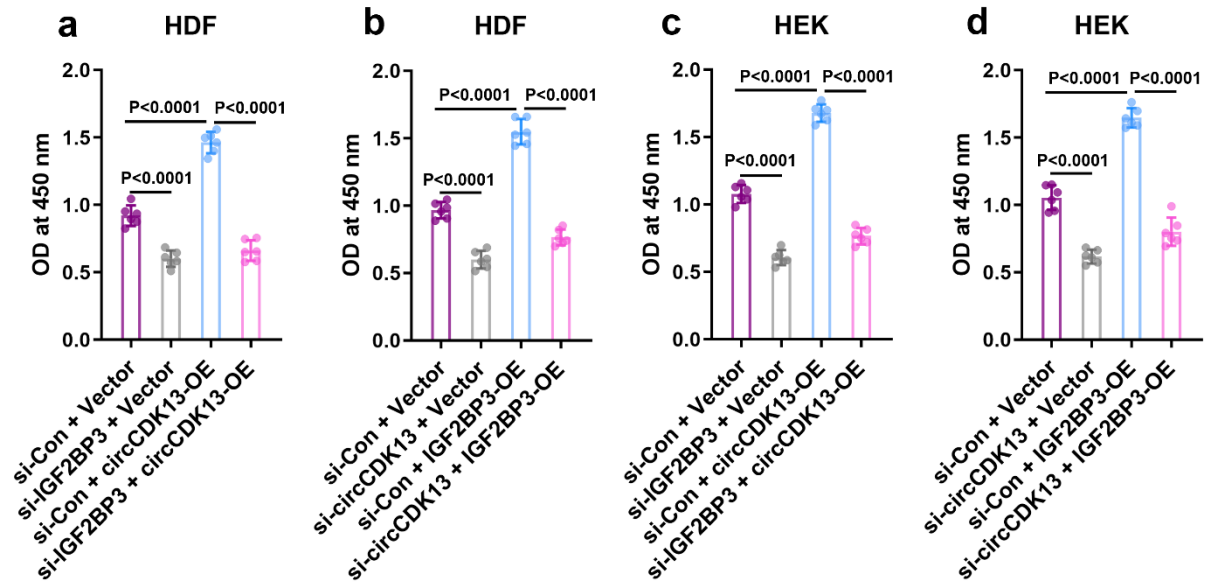 a HDF
OD at 450 nm
2.0
1.5
1.0
0.5
0.0
P<0.0001
P<0.0001
P<0.0001
si-Con + Vector
si-IGF2BP3 + Vector
si-Con + circCDK13-OE
si-IGF2BP3 + circCDK13-OE
b HDF
OD at 450 nm
2.0
1.5
1.0
0.5
0.0
P<0.0001
P<0.0001
P<0.0001
si-Con + Vector
si-circCDK13 + Vector
si-Con + IGF2BP3-OE
si-circCDK13 + IGF2BP3-OE
c HEK
OD at 450 nm
2.0
1.5
1.0
0.5
0.0
P<0.0001
P<0.0001
P<0.0001
si-Con + Vector
si-IGF2BP3 + Vector
si-Con + circCDK13-OE
si-IGF2BP3 + circCDK13-OE
d HEK
OD at 450 nm
2.0
1.5
1.0
0.5
0.0
P<0.0001
P<0.0001
P<0.0001
si-Con + Vector
si-circCDK13 + Vector
si-Con + IGF2BP3-OE
si-circCDK13 + IGF2BP3-OE